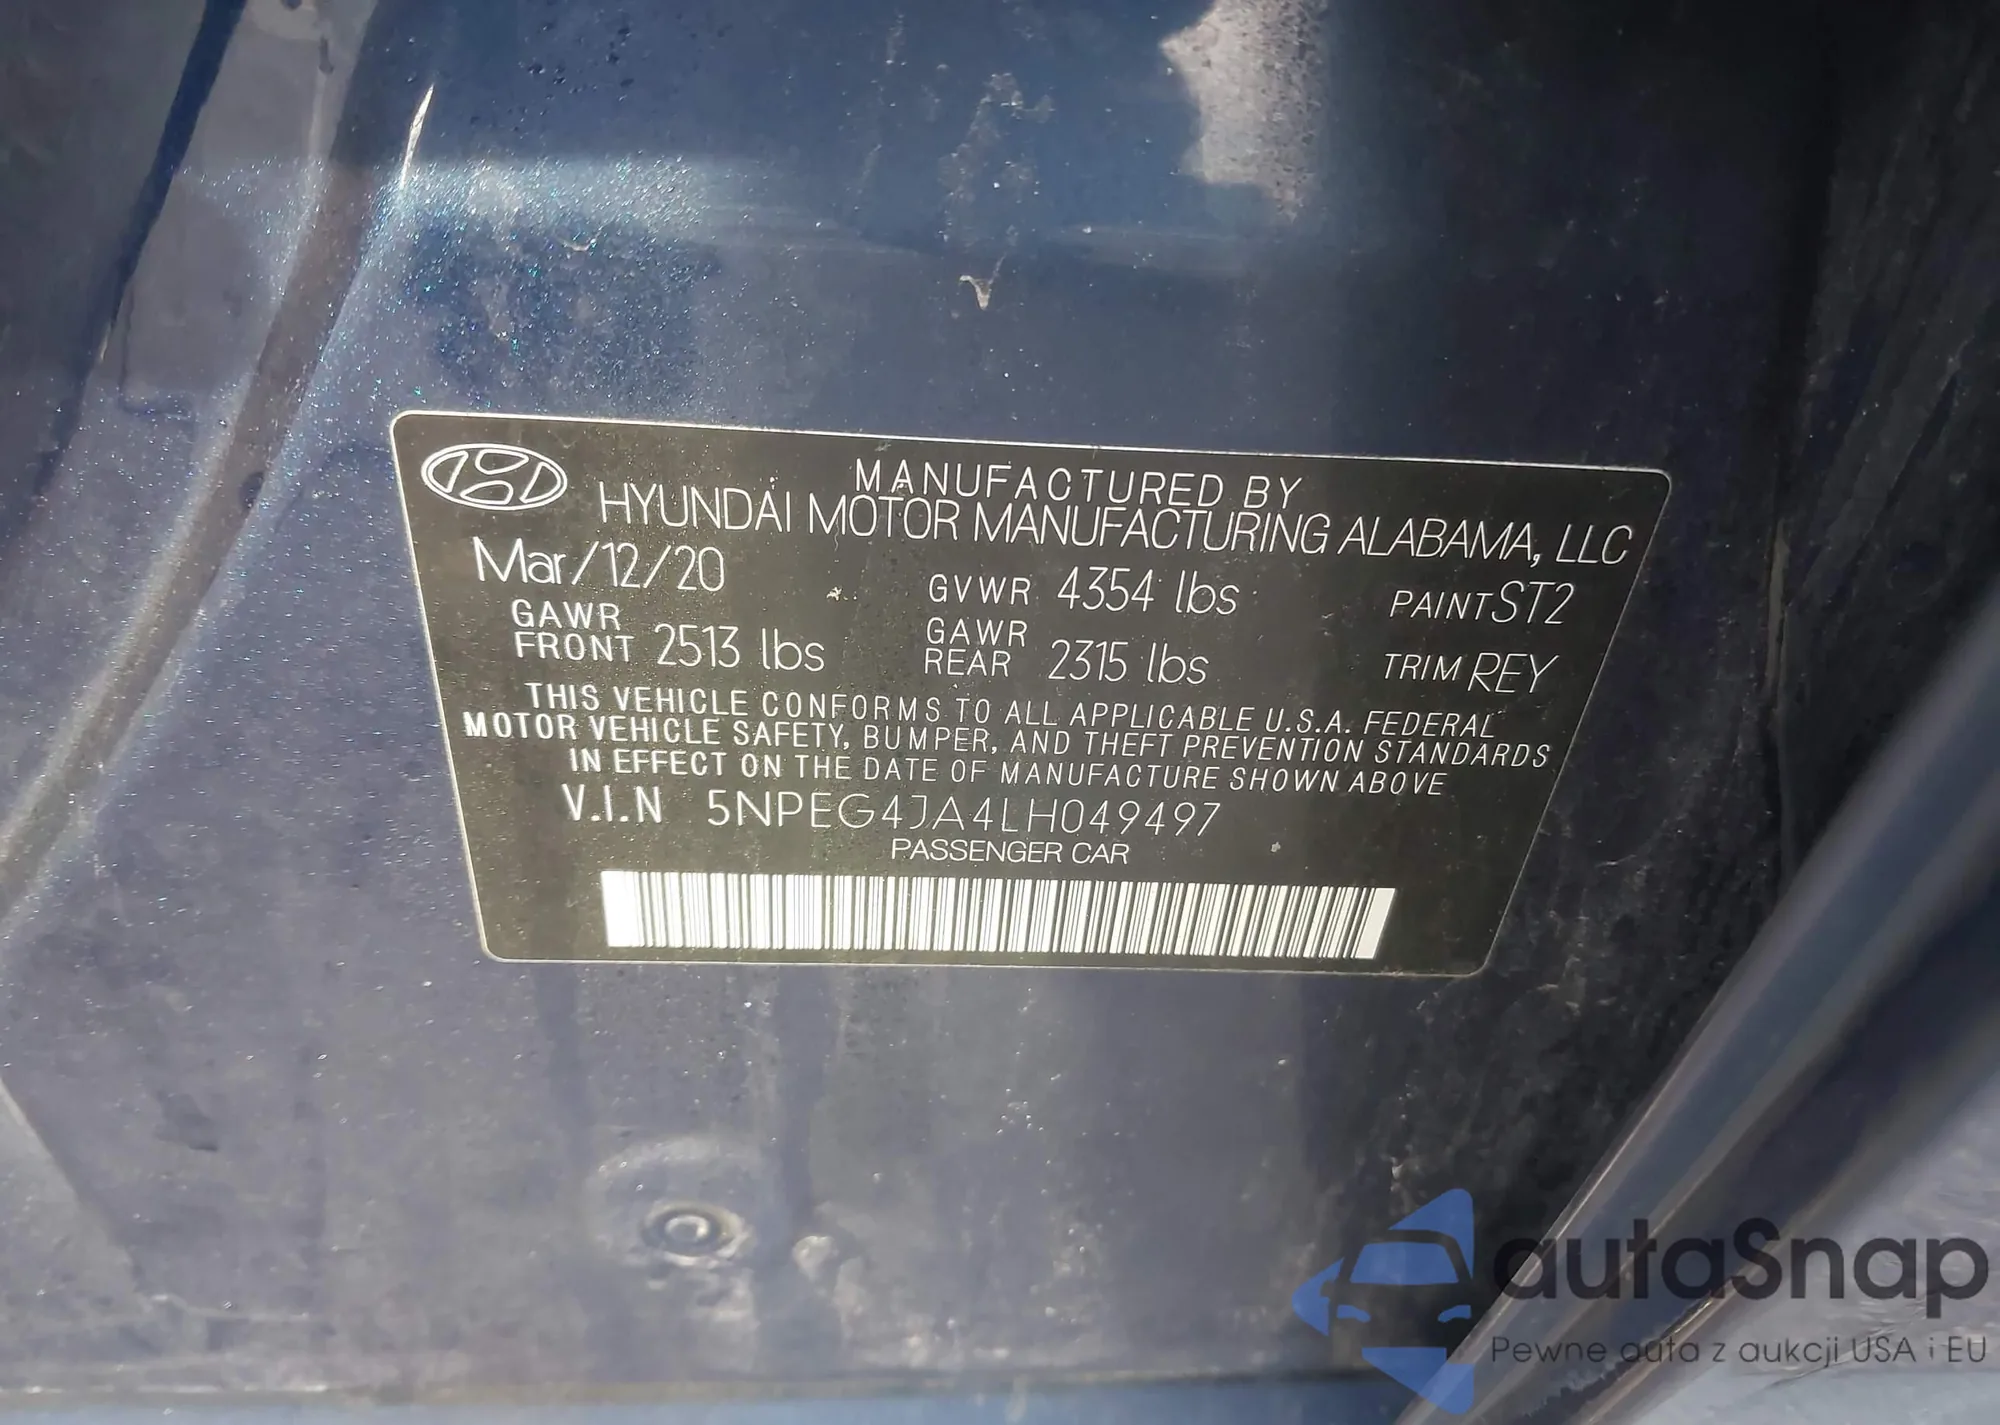 MANUFACTURED BY
HYUNDAI MOTOR MANUFACTURING ALABAMA, LLC
Mar/12/20 GVWR 4354 lbs PAINT ST2
GAWR FRONT 2513 lbs GAWR REAR 2315 lbs TRIM REY
THIS VEHICLE CONFORMS TO ALL APPLICABLE U.S.A. FEDERAL
MOTOR VEHICLE SAFETY, BUMPER, AND THEFT PREVENTION STANDARDS
IN EFFECT ON THE DATE OF MANUFACTURE SHOWN ABOVE
V.I.N 5NPEG4JA4LH049497
PASSENGER CAR
autaSnap
Pewne auta z aukcji USA i EU